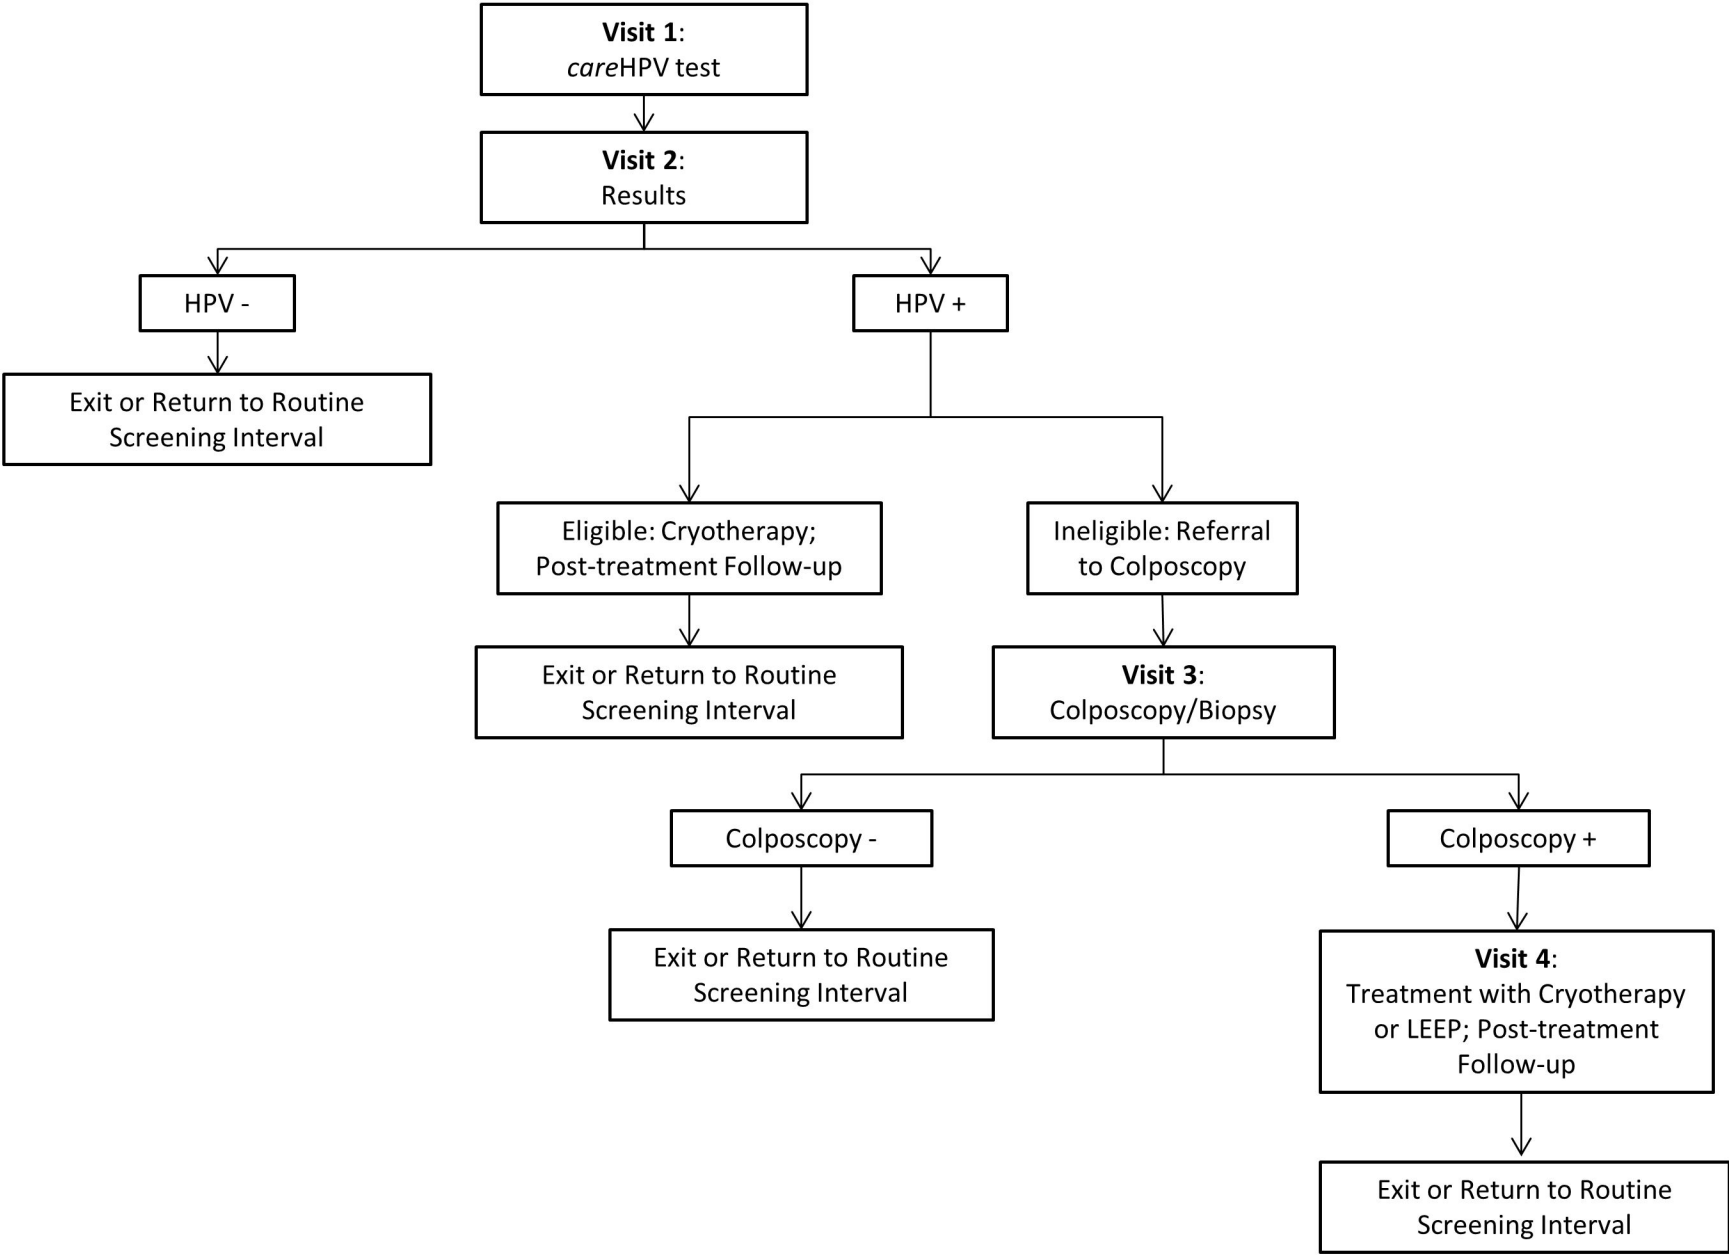 Visit 1:
careHPV test
Visit 2:
Results
HPV -
HPV +
Exit or Return to Routine
Screening Interval
Eligible: Cryotherapy;
Post-treatment Follow-up
Ineligible: Referral
to Colposcopy
Exit or Return to Routine
Screening Interval
Visit 3:
Colposcopy/Biopsy
Colposcopy -
Colposcopy +
Exit or Return to Routine
Screening Interval
Visit 4:
Treatment with Cryotherapy
or LEEP; Post-treatment
Follow-up
Exit or Return to Routine
Screening Interval